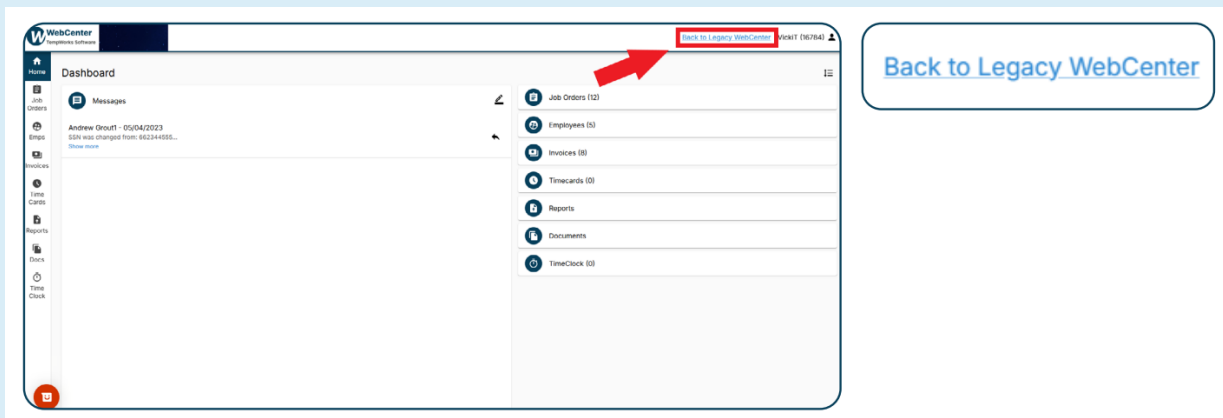 WebCenter
TempWorks Software
Back to Legacy WebCenter
VickiT (16784)
Home
Job Orders
Emps
Invoices
Time Cards
Reports
Docs
Time Clock
Dashboard
Messages
Andrew Grout1 - 05/04/2023
SSN was changed from: 662344555...
Show more
Job Orders (12)
Employees (5)
Invoices (8)
Timecards (0)
Reports
Documents
TimeClock (0)
Back to Legacy WebCenter